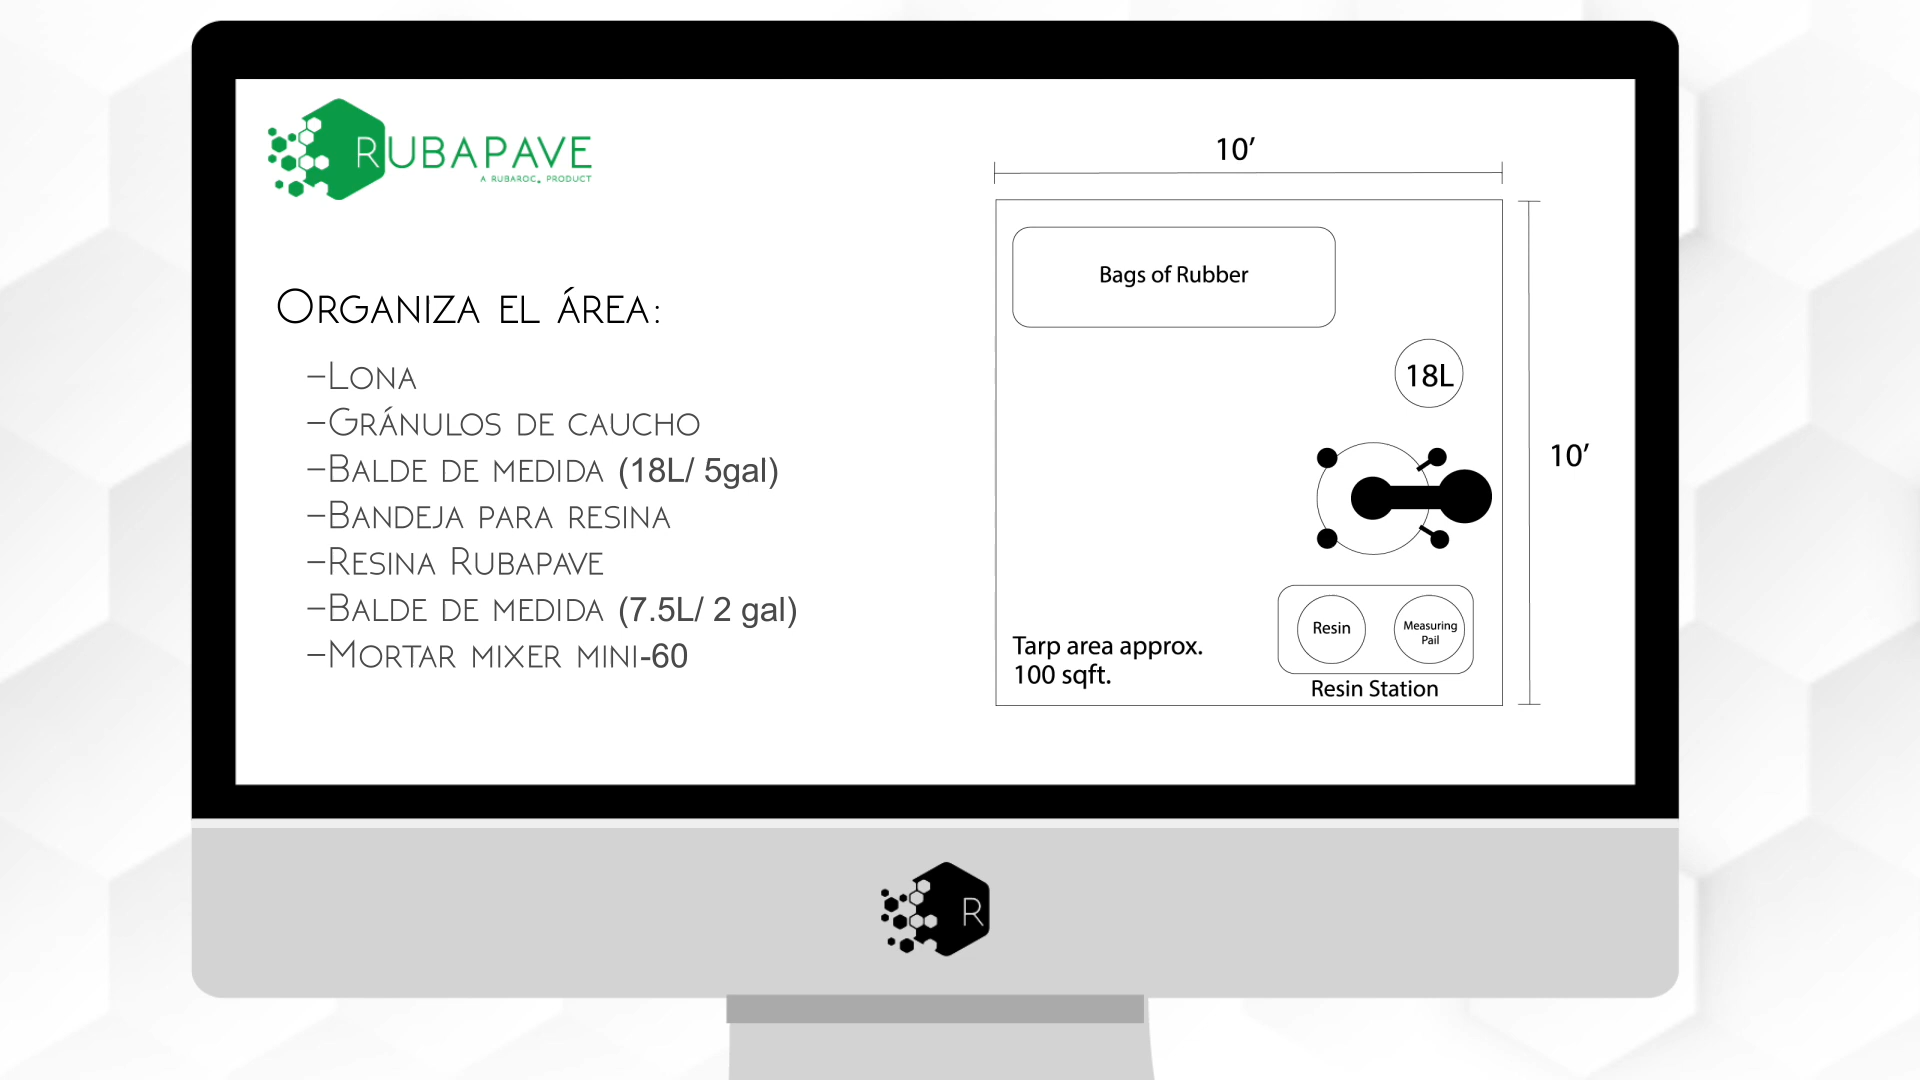 RUBAPAVE
A RUBAROC. PRODUCT
ORGANIZA EL ÁREA:
-LONA
-GRÁNULOS DE CAUCHO
-BALDE DE MEDIDA (18L/ 5gal)
-BANDEJA PARA RESINA
-RESINA RUBAPAVE
-BALDE DE MEDIDA (7.5L/ 2 gal)
-MORTAR MIXER MINI-60
10’
Bags of Rubber
18L
10’
Resin
Measuring
Pail
Tarp area approx.
100 sqft.
Resin Station
R